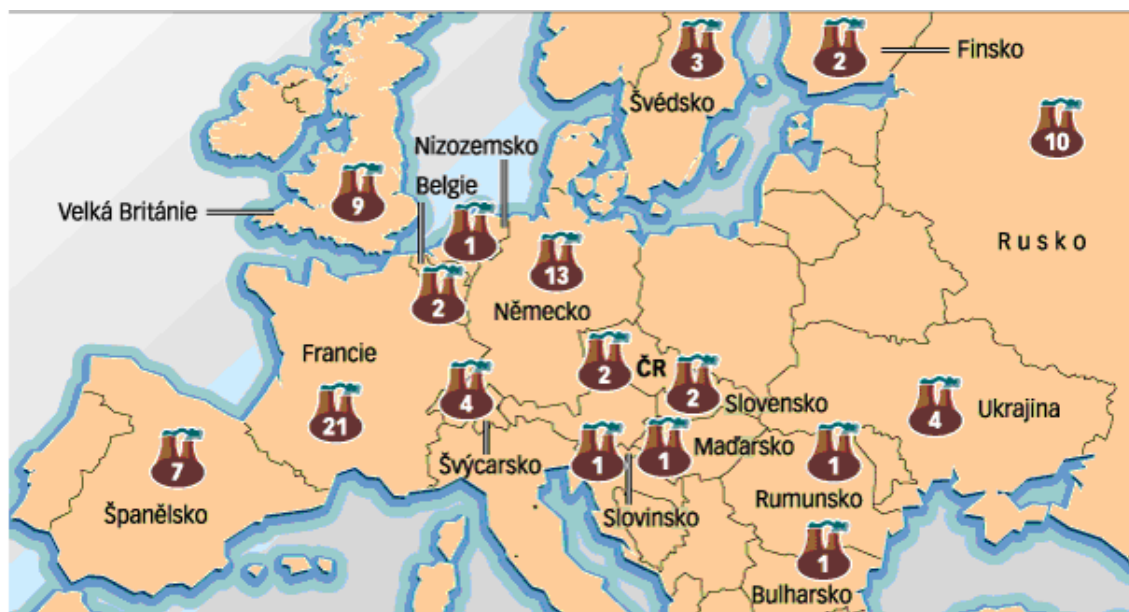 3
2
Finsko
Švédsko
10
Nizozemsko
Belgie
9
Velká Británie
1
Rusko
13
2
Německo
Francie
2
ČR
4
2
Slovensko
4
Ukrajina
21
7
Švýcarsko
1
1
Maďarsko
1
Rumunsko
Španělsko
Slovinsko
1
Bulharsko